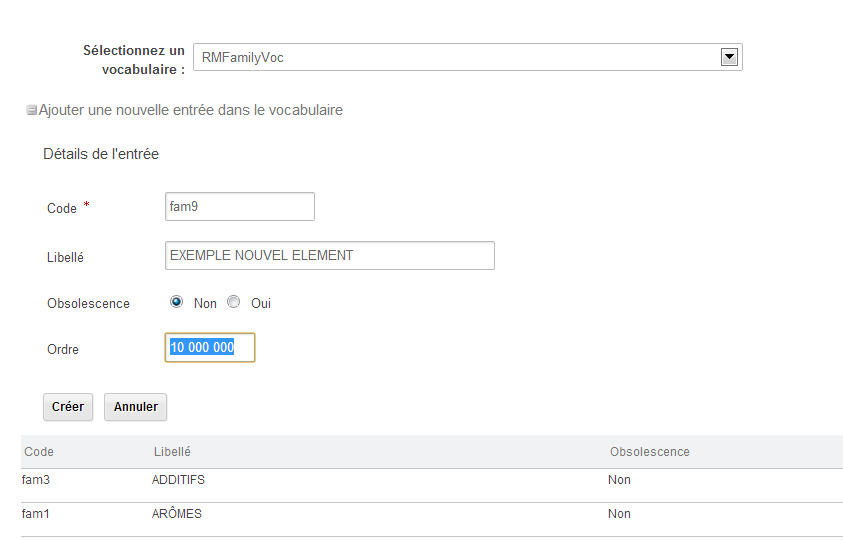 Sélectionnez un
vocabulaire :
RMFamilyVoc
Ajouter une nouvelle entrée dans le vocabulaire
Détails de l'entrée
Code *
fam9
Libellé
EXEMPLE NOUVEL ELEMENT
Obsolescence Non Oui
Ordre
10 000 000
Créer Annuler
Code Libellé Obsolescence
fam3 ADDITIFS Non
fam1 ARÔMES Non